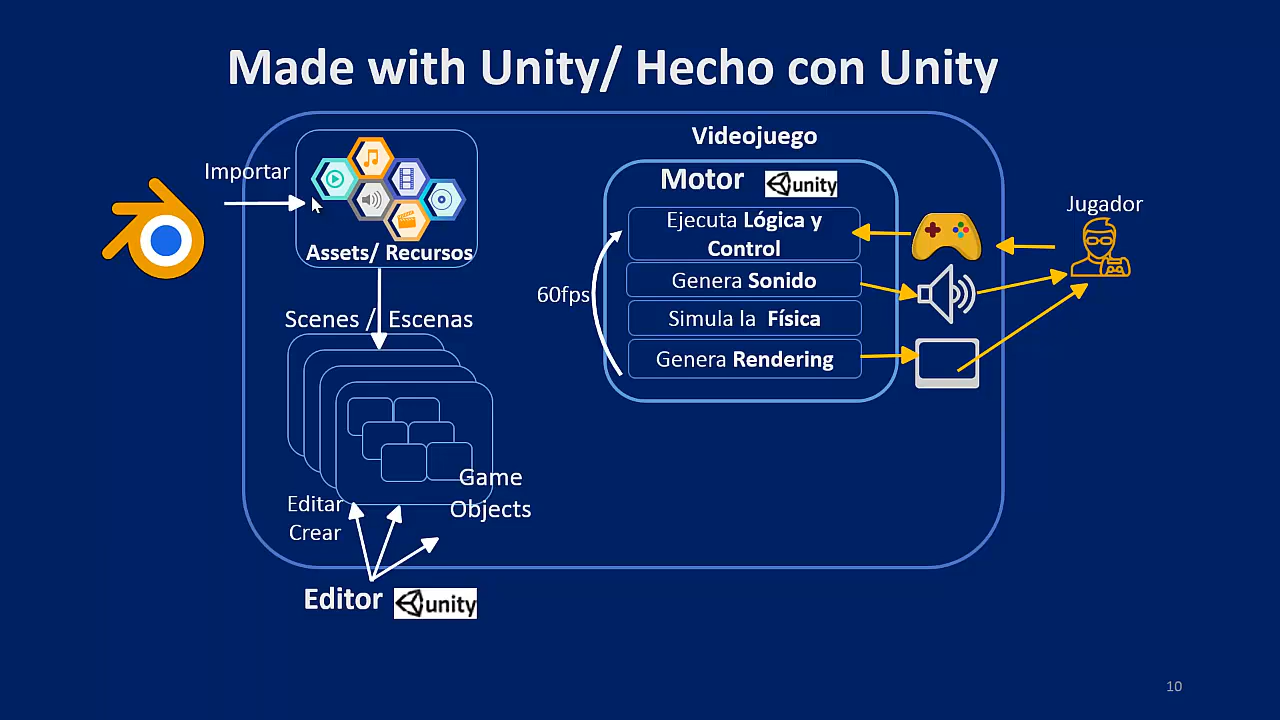 Made with Unity/ Hecho con Unity
Importar
Assets/ Recursos
Scenes / Escenas
Game
Objects
Editar
Crear
Editor
unity
Videojuego
Motor
unity
Ejecuta Lógica y
Control
Genera Sonido
Simula la Física
Genera Rendering
60fps
Jugador
10